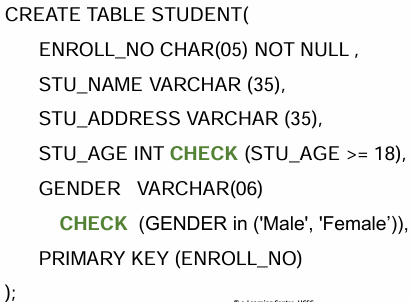 CREATE TABLE STUDENT(
ENROLL_NO CHAR(05) NOT NULL ,
STU_NAME VARCHAR (35),
STU_ADDRESS VARCHAR (35),
STU_AGE INT CHECK (STU_AGE >= 18),
GENDER VARCHAR(06)
CHECK (GENDER in ('Male', 'Female’)),
PRIMARY KEY (ENROLL_NO)
);